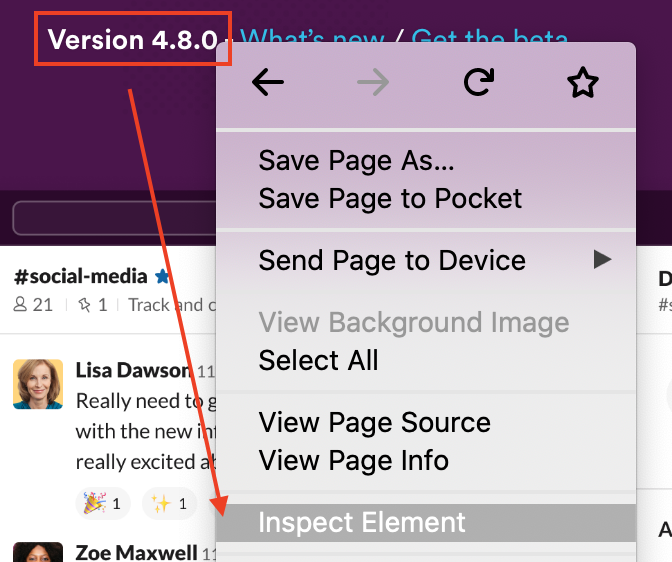 Version 4.8.0 - What's new / Get the beta
Save Page As...
Save Page to Pocket
Send Page to Device
View Background Image
Select All
View Page Source
View Page Info
Inspect Element
#social-media
21 1 Track and c
Lisa Dawson 11
Really need to g
with the new in
really excited ab
1 1
Zoe Maxwell 11
D
#s
A